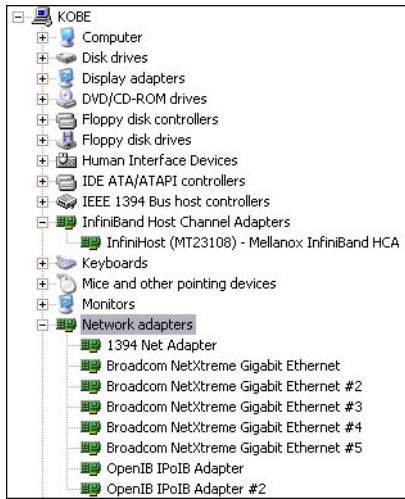 KOBE
Computer
Disk drives
Display adapters
DVD/CD-ROM drives
Floppy disk controllers
Floppy disk drives
Human Interface Devices
IDE ATA/ATAPI controllers
IEEE 1394 Bus host controllers
InfiniBand Host Channel Adapters
InfiniHost (MT23108) - Mellanox InfiniBand HCA
Keyboards
Mice and other pointing devices
Monitors
Network adapters
1394 Net Adapter
Broadcom NetXtreme Gigabit Ethernet
Broadcom NetXtreme Gigabit Ethernet #2
Broadcom NetXtreme Gigabit Ethernet #3
Broadcom NetXtreme Gigabit Ethernet #4
Broadcom NetXtreme Gigabit Ethernet #5
OpenIB IPoIB Adapter
OpenIB IPoIB Adapter #2